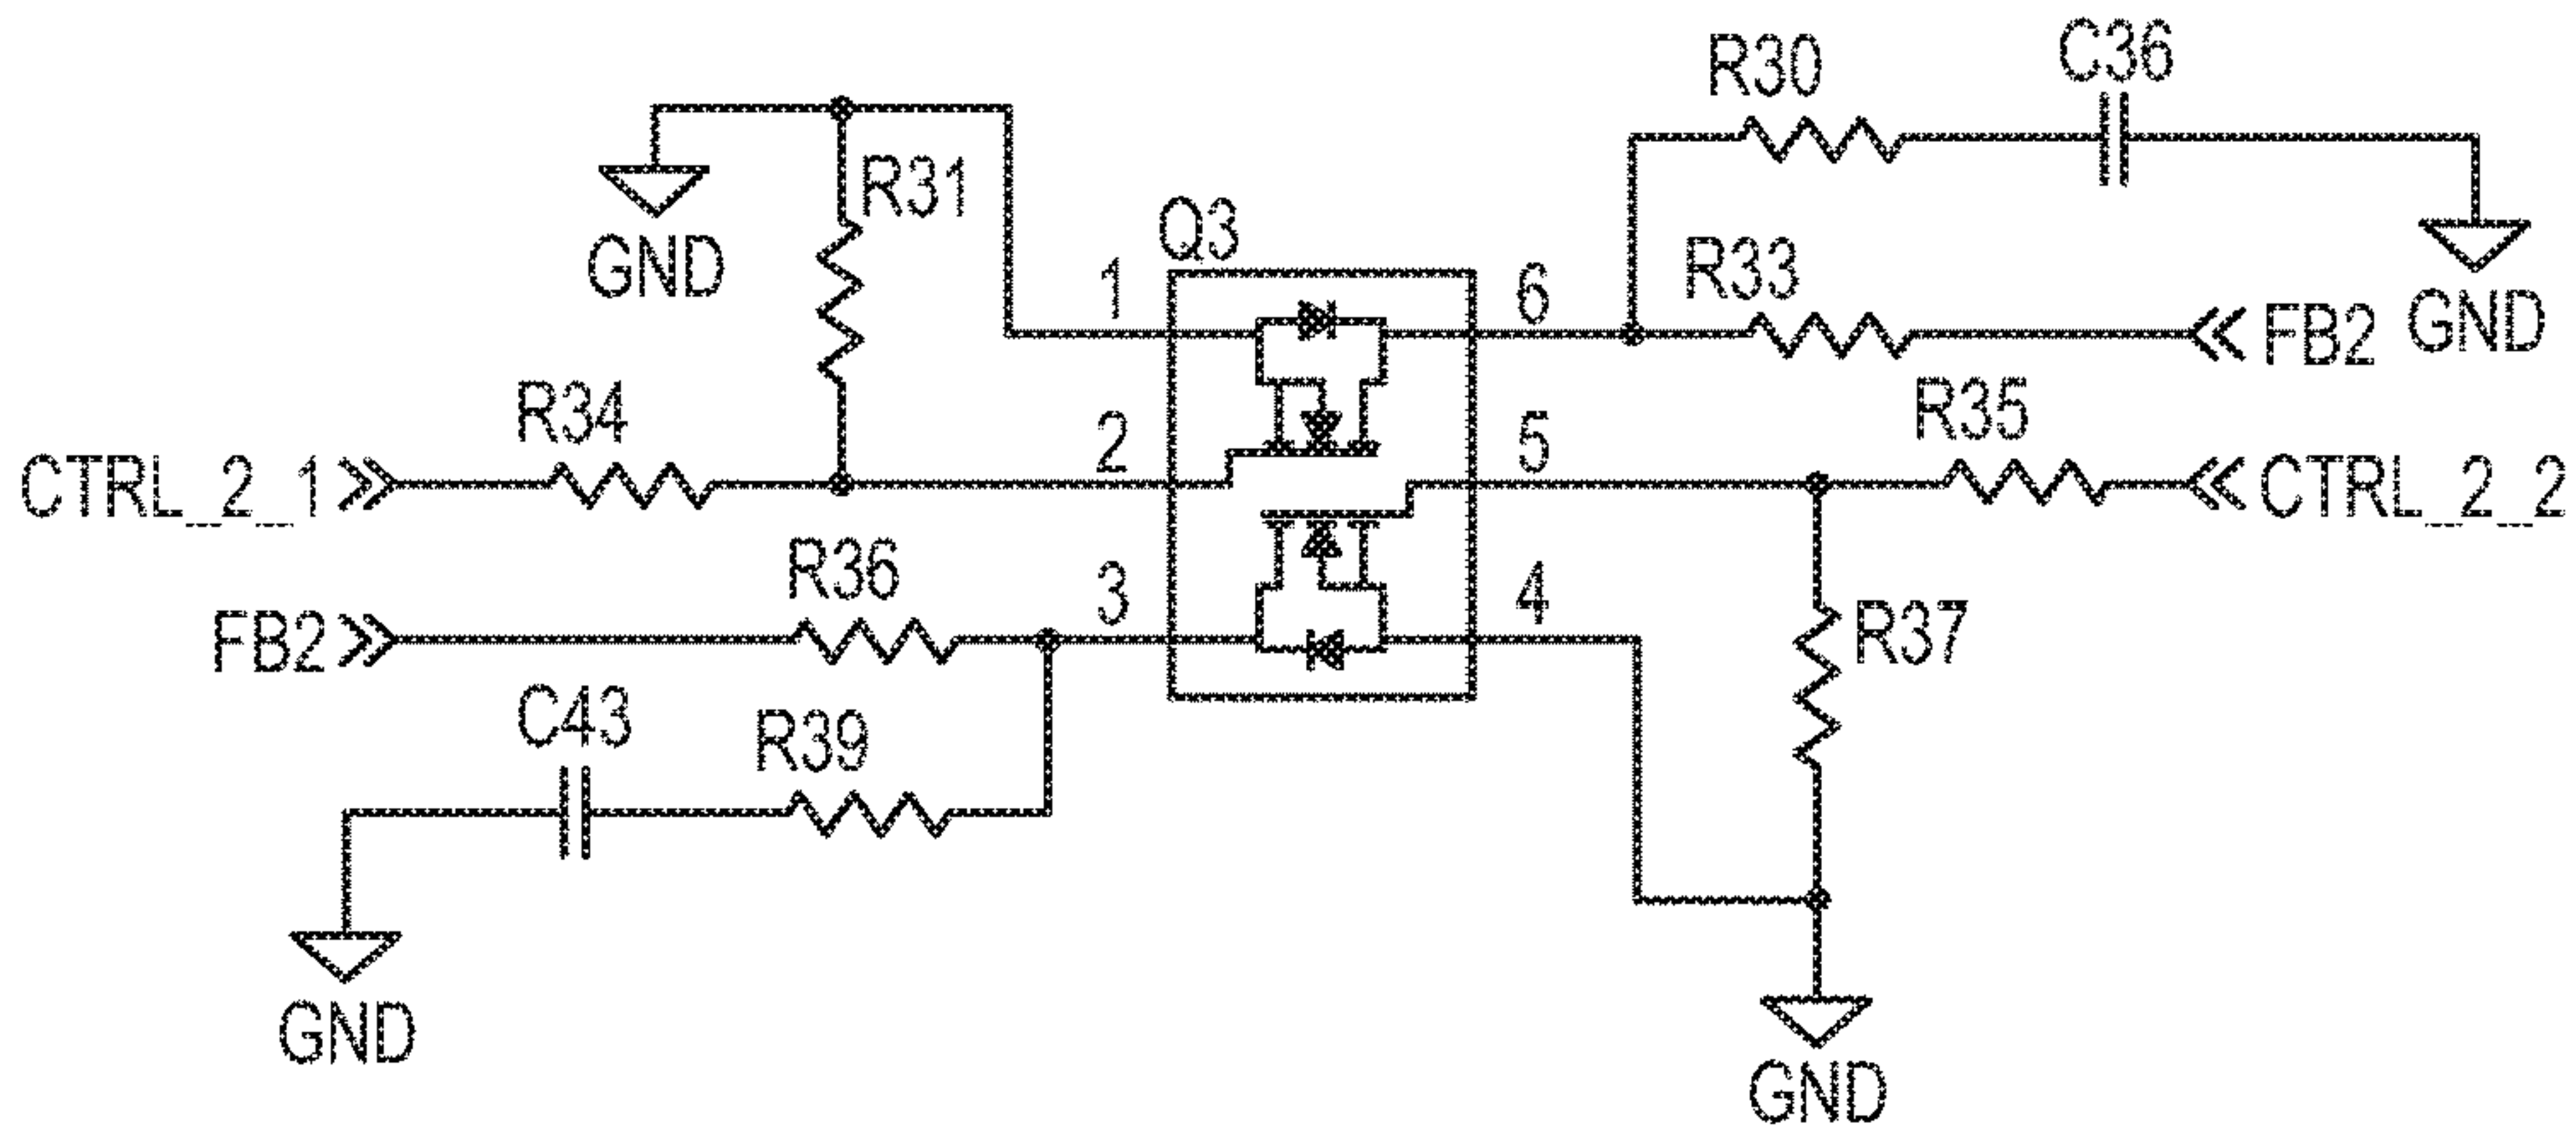 C36
R30
R31
Q3
GND
1
6
R33
FB2
GND
R34
2
5
R35
CTRL_2_1
CTRL_2_2
R36
3
4
FB2
R37
C43
R39
GND
GND